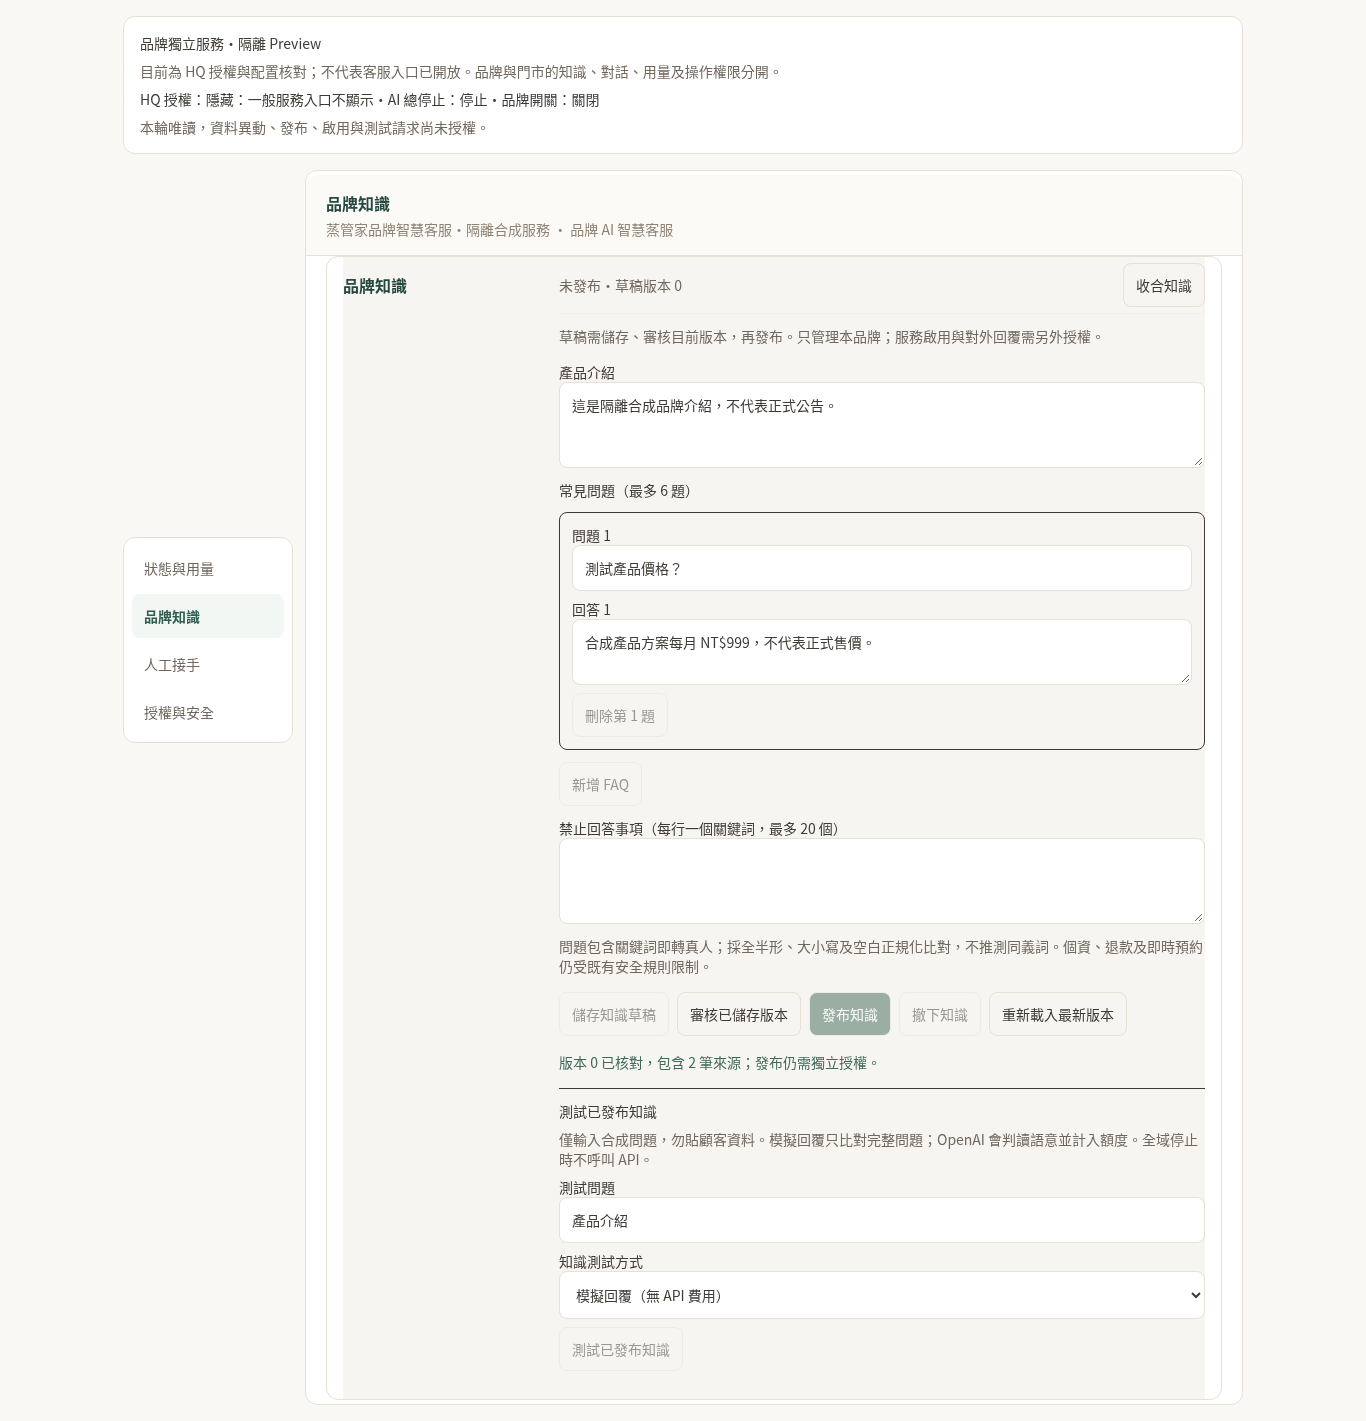 品牌獨立服務・隔離 Preview
目前為 HQ 授權與配置核對；不代表客服入口已開放。品牌與門市的知識、對話、用量及操作權限分開。
HQ 授權：隱藏：一般服務入口不顯示・AI 總停止：停止・品牌開關：關閉
本輪唯讀，資料異動、發布、啟用與測試請求尚未授權。
狀態與用量
品牌知識
人工接手
授權與安全
品牌知識
蒸管家品牌智慧客服・隔離合成服務 ・ 品牌 AI 智慧客服
品牌知識
未發布・草稿版本 0
收合知識
草稿需儲存、審核目前版本，再發布。只管理本品牌；服務啟用與對外回覆需另外授權。
產品介紹
這是隔離合成品牌介紹，不代表正式公告。
常見問題（最多 6 題）
問題 1
測試產品價格？
回答 1
合成產品方案每月 NT$999，不代表正式售價。
刪除第 1 題
新增 FAQ
禁止回答事項（每行一個關鍵詞，最多 20 個）
問題包含關鍵詞即轉真人；採全半形、大小寫及空白正規化比對，不推測同義詞。個資、退款及即時預約
仍受既有安全規則限制。
儲存知識草稿
審核已儲存版本
發布知識
撤下知識
重新載入最新版本
版本 0 已核對，包含 2 筆來源；發布仍需獨立授權。
測試已發布知識
僅輸入合成問題，勿貼顧客資料。模擬回覆只比對完整問題；OpenAI 會判讀語意並計入額度。全域停止
時不呼叫 API。
測試問題
產品介紹
知識測試方式
模擬回覆（無 API 費用）
測試已發布知識